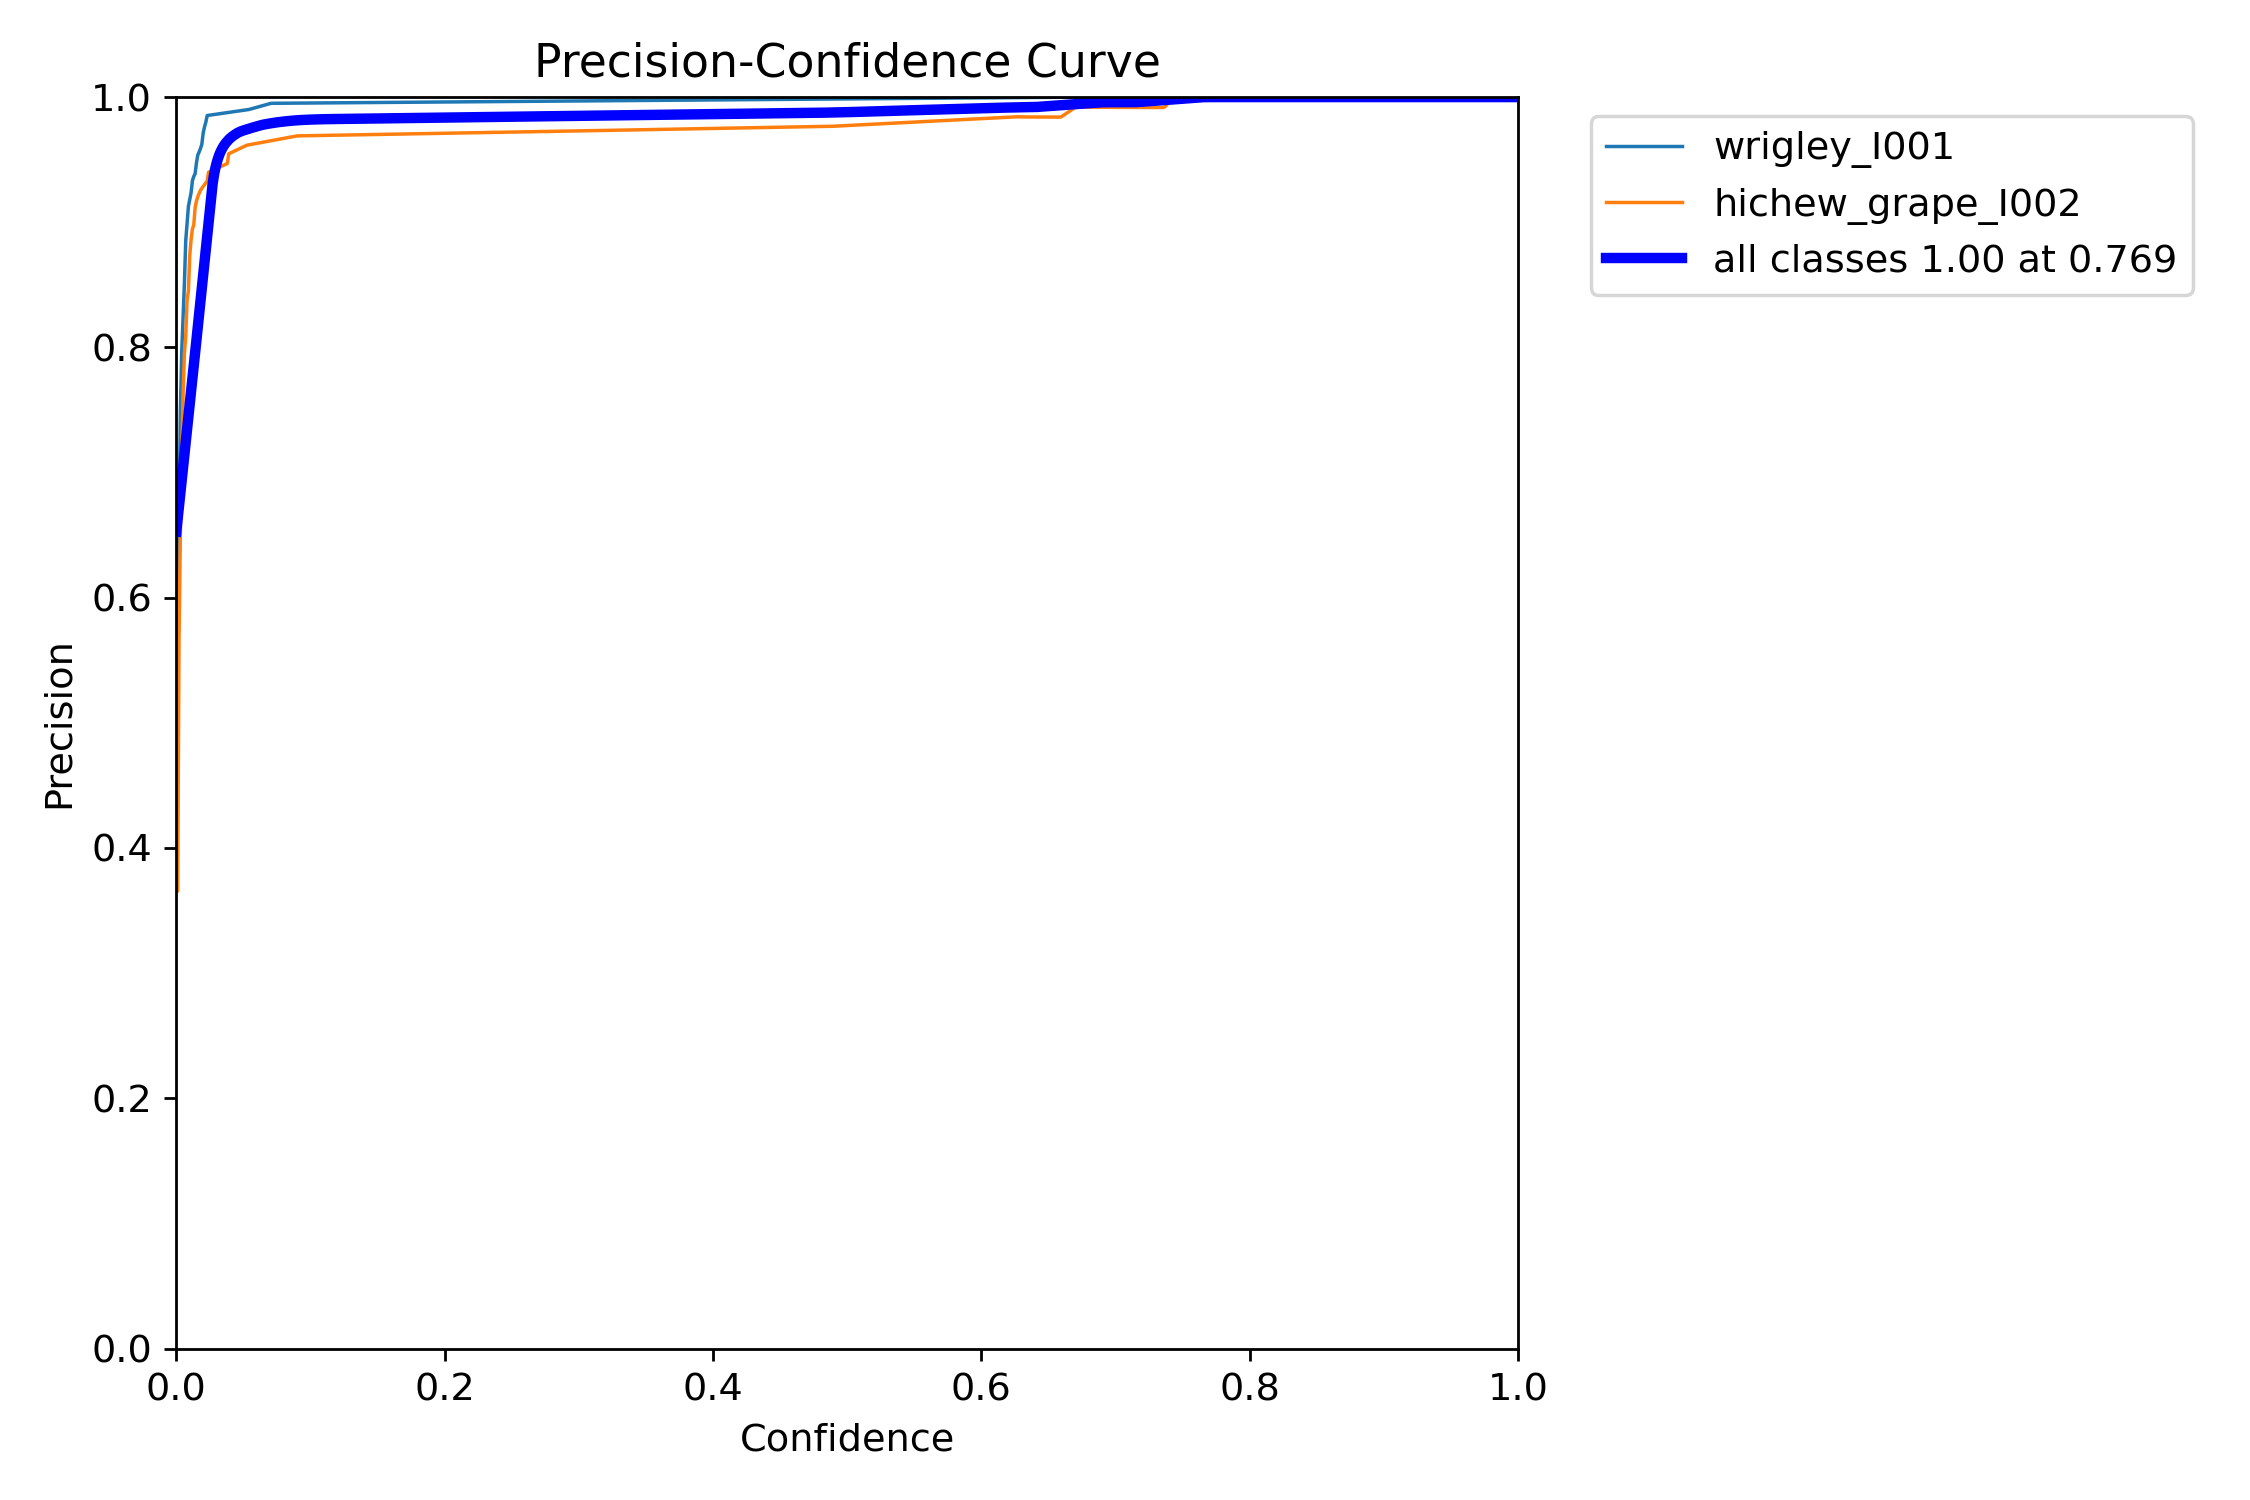 Precision-Confidence Curve
1.0
0.8
0.6
0.4
0.2
0.0
Precision
0.0 0.2 0.4 0.6 0.8 1.0
Confidence
wrigley_I001
hichew_grape_I002
all classes 1.00 at 0.769